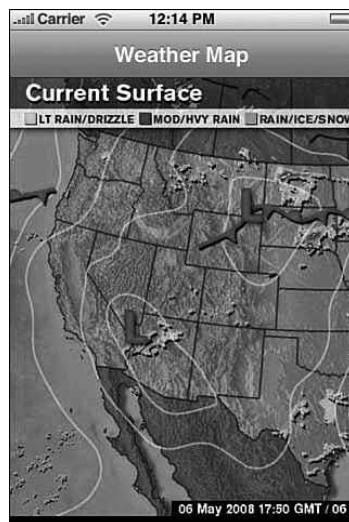 Carrier 12:14 PM
Weather Map
Current Surface
LT RAIN/DRIZZLE MOD/HVY RAIN RAIN/ICE/SNOW
L
L
06 May 2008 17:50 GMT / 06